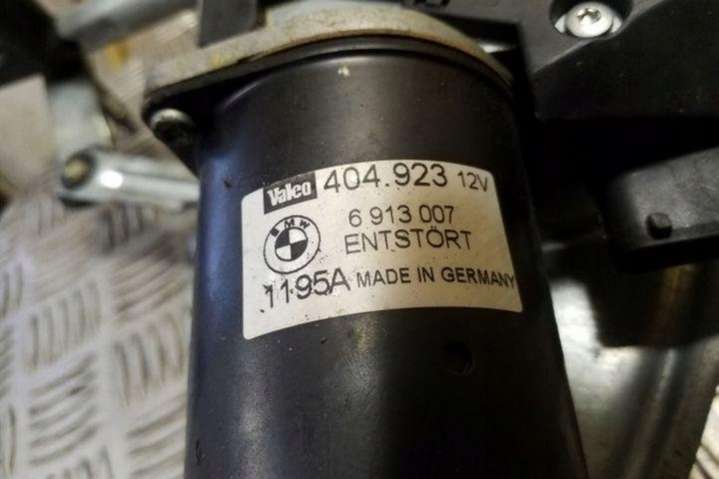 Valeo 404.923 12V
BMW 6 913 007
ENTSTÖRT
1195A MADE IN GERMANY